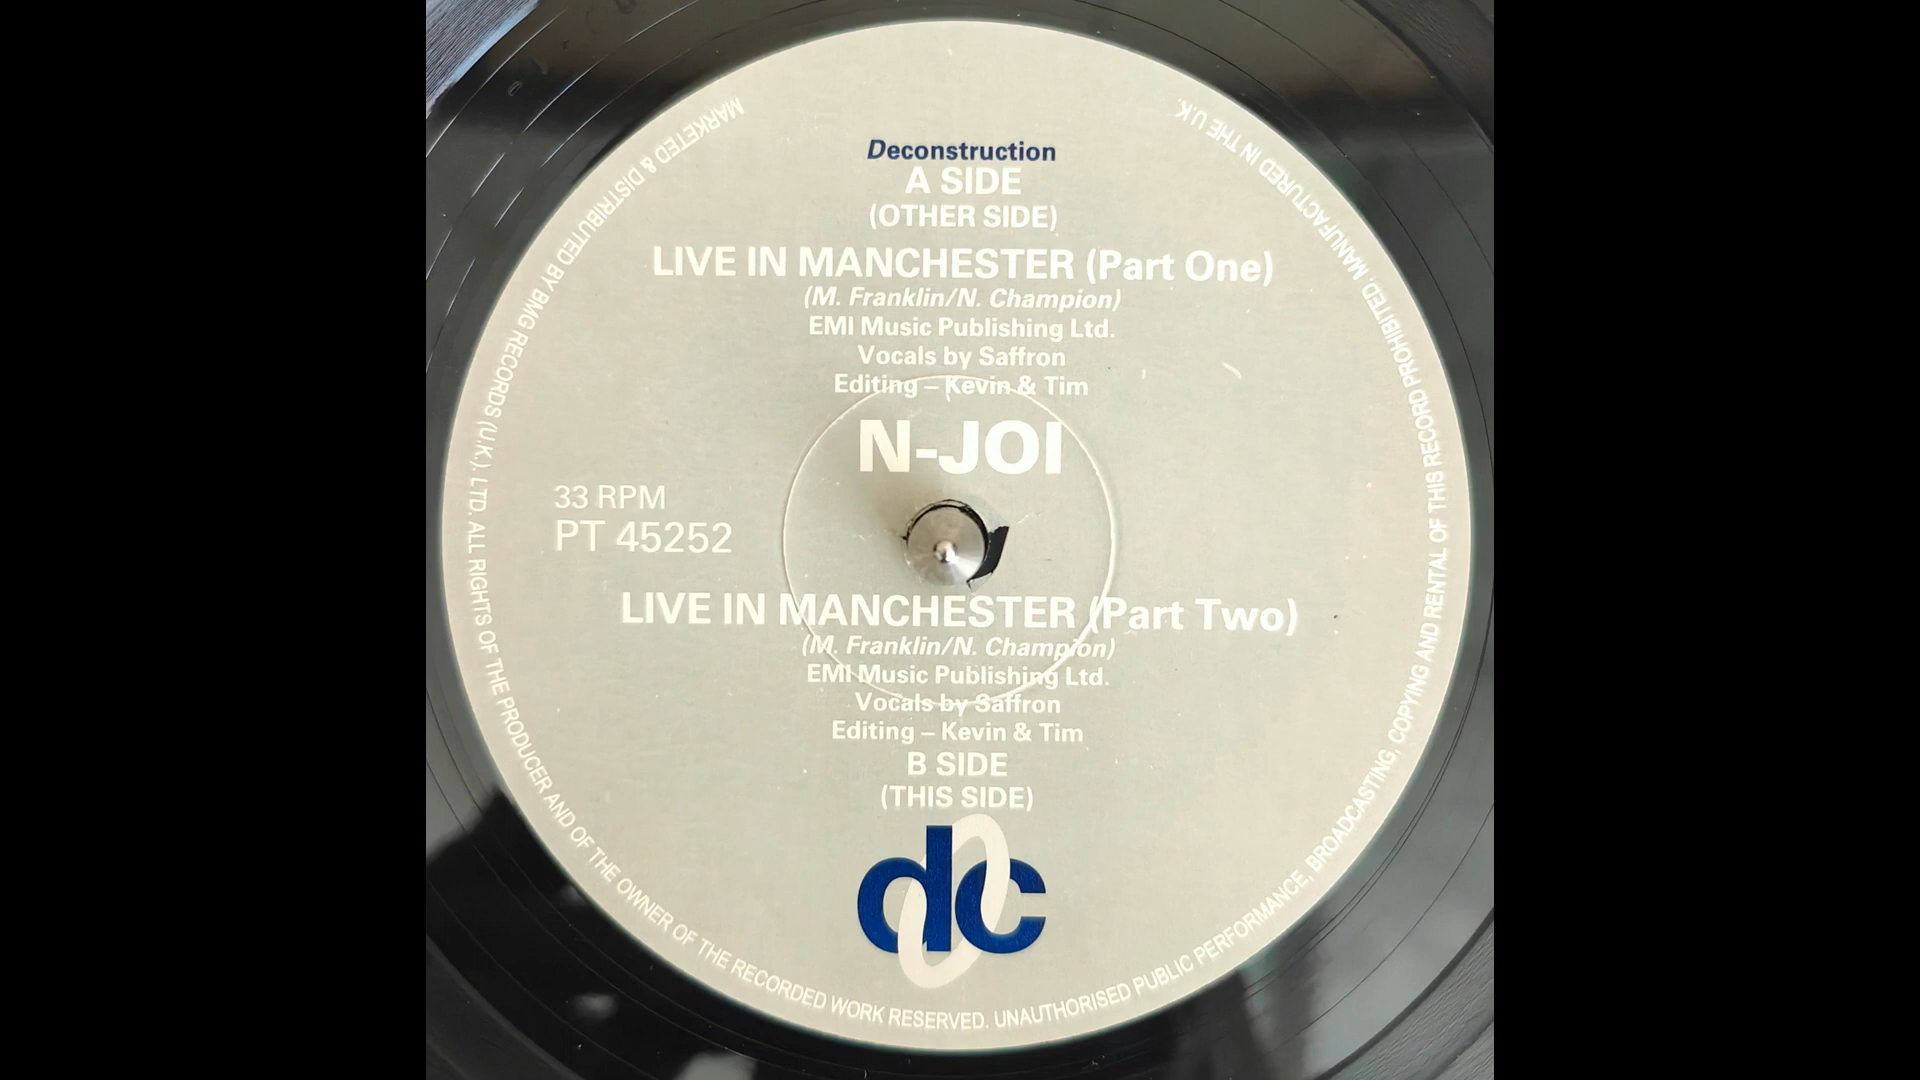 Deconstruction
A SIDE
(OTHER SIDE)
LIVE IN MANCHESTER (Part One)
(M. Franklin/N. Champion)
EMI Music Publishing Ltd.
Vocals by Saffron
Editing – Kevin & Tim
N-JOI
33 RPM
PT 45252
LIVE IN MANCHESTER (Part Two)
(M. Franklin/N. Champion)
EMI Music Publishing Ltd.
Vocals by Saffron
Editing – Kevin & Tim
B SIDE
(THIS SIDE)
dc
MARKETED & DISTRIBUTED BY BMG RECORDS (U.K.). LTD. ALL RIGHTS OF THE PRODUCER AND OF THE OWNER OF THE RECORDED WORK RESERVED. UNAUTHORISED PUBLIC PERFORMANCE, BROADCASTING, COPYING AND RENTAL OF THIS RECORD PROHIBITED. MANUFACTURED IN THE U.K.